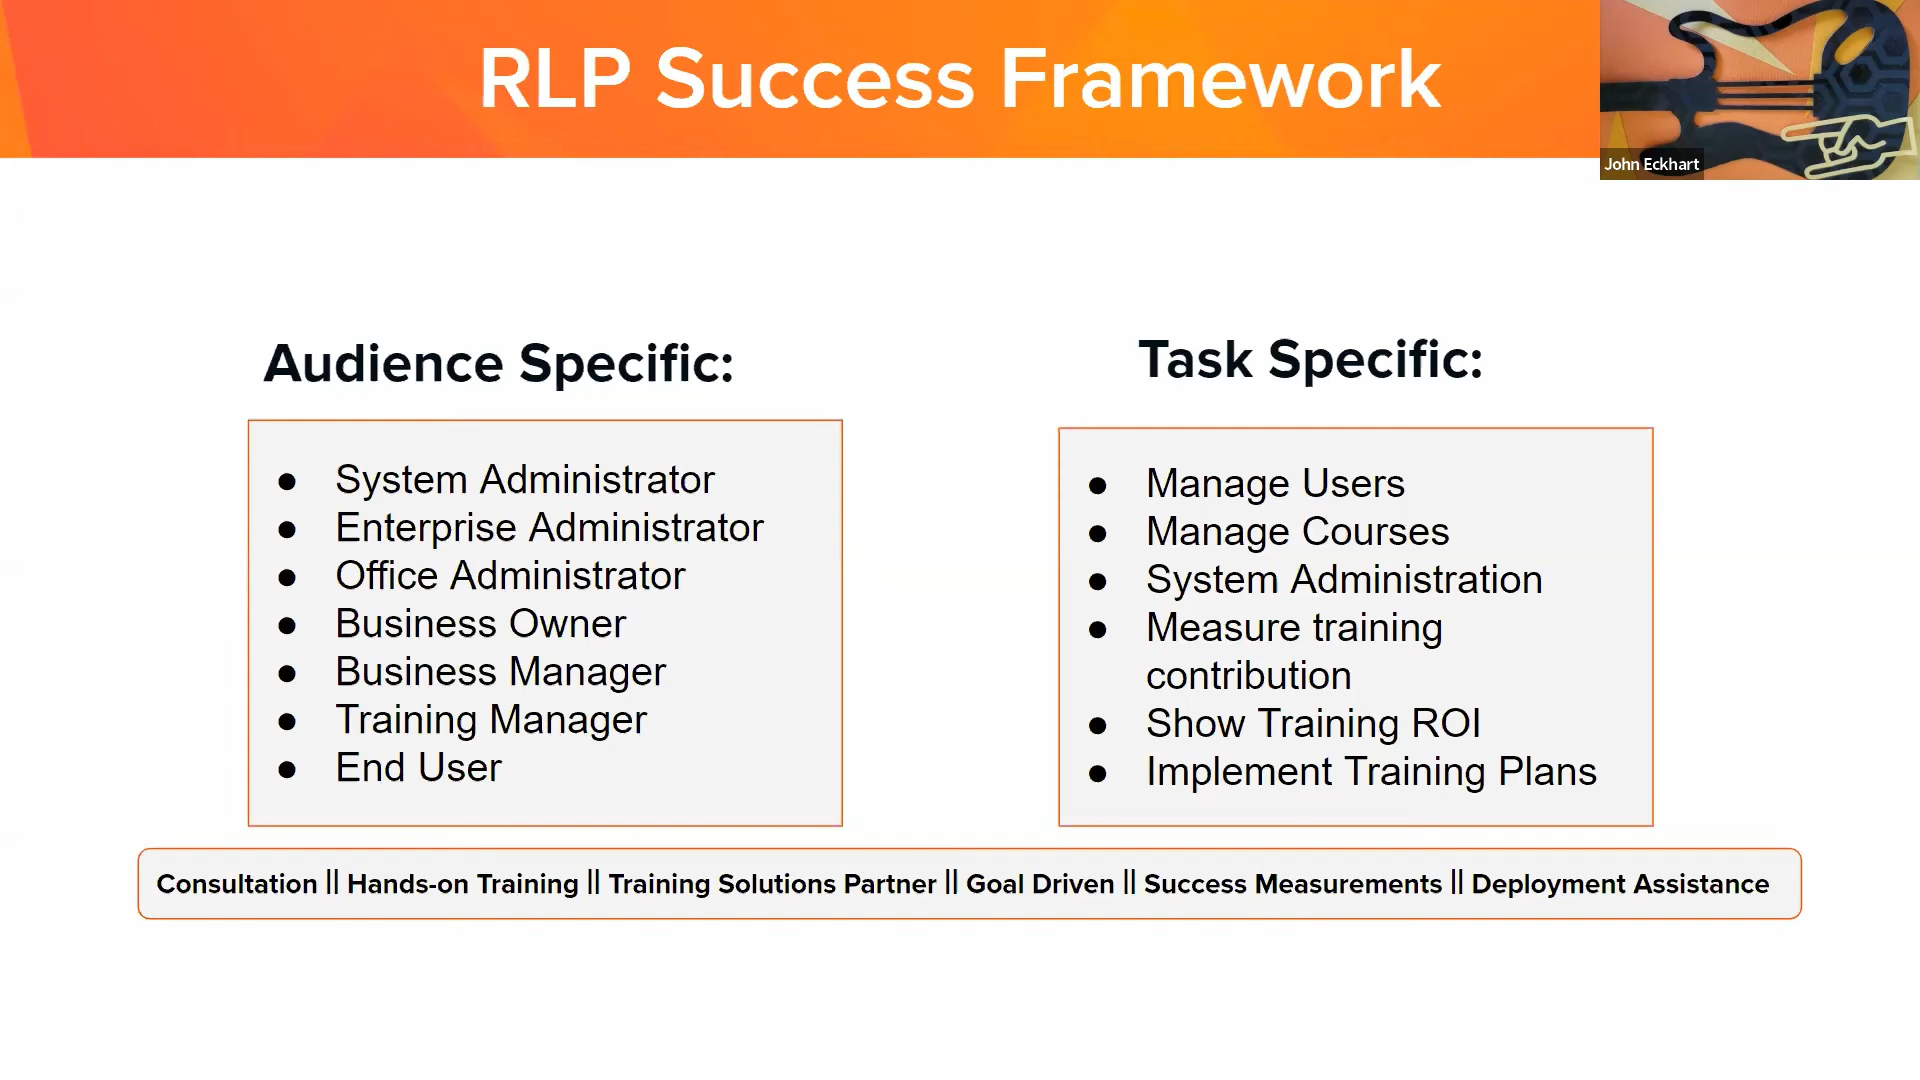 RLP Success Framework
John Eckhart
Audience Specific:
● System Administrator
● Enterprise Administrator
● Office Administrator
● Business Owner
● Business Manager
● Training Manager
● End User
Task Specific:
● Manage Users
● Manage Courses
● System Administration
● Measure training
contribution
● Show Training ROI
● Implement Training Plans
Consultation || Hands-on Training || Training Solutions Partner || Goal Driven || Success Measurements || Deployment Assistance